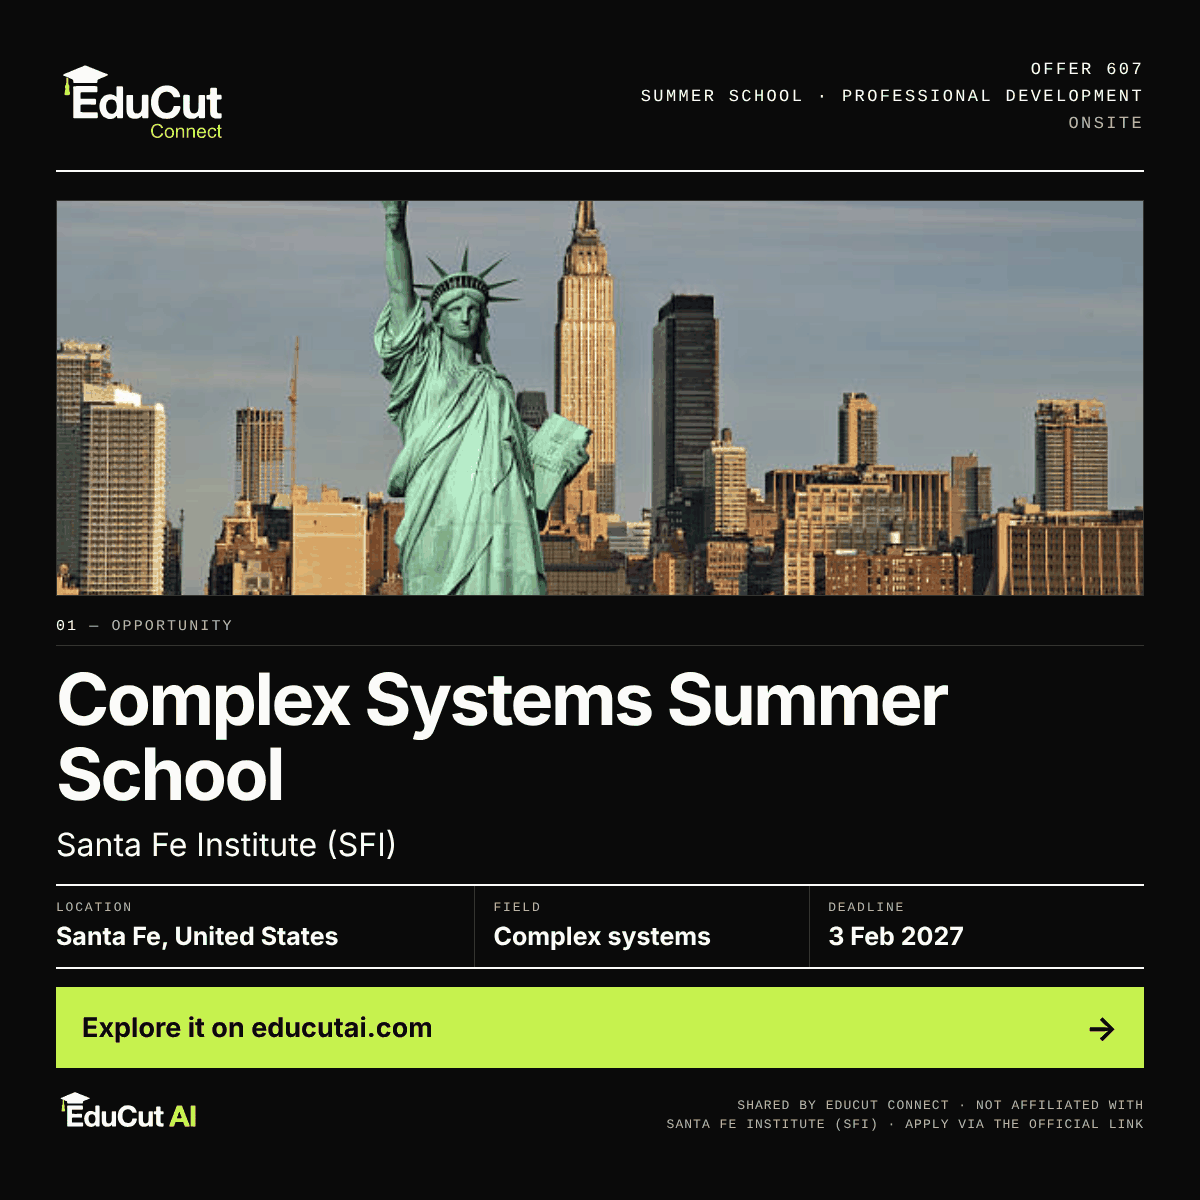 EduCut
Connect
OFFER 607
SUMMER SCHOOL · PROFESSIONAL DEVELOPMENT
ONSITE
01 — OPPORTUNITY
Complex Systems Summer
School
Santa Fe Institute (SFI)
LOCATION
Santa Fe, United States
FIELD
Complex systems
DEADLINE
3 Feb 2027
Explore it on educutai.com →
EduCut AI
SHARED BY EDUCUT CONNECT · NOT AFFILIATED WITH
SANTA FE INSTITUTE (SFI) · APPLY VIA THE OFFICIAL LINK